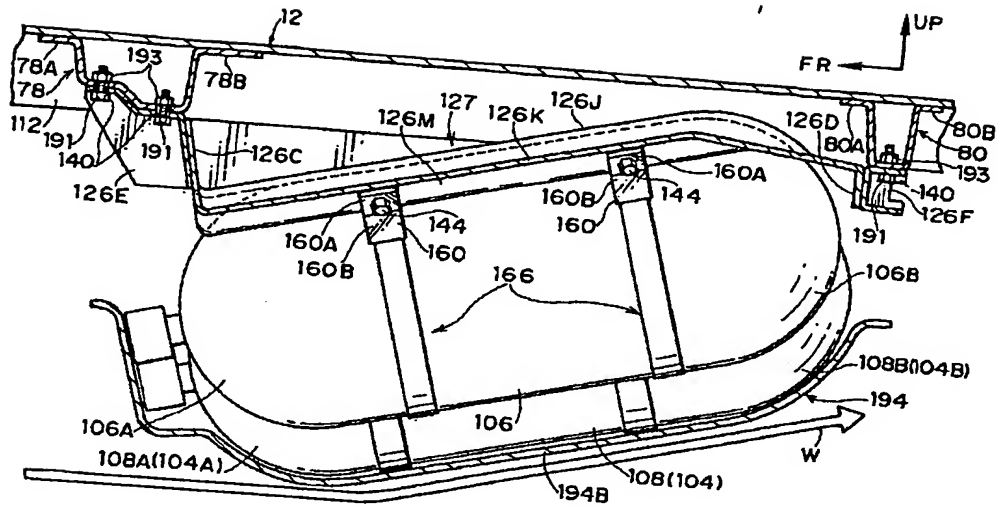 12
UP
FR
78A
193
78
78B
127
126J
126M
126K
126D
80A
80B
80
112
191
140
191
126C
193
140
126E
160A
160B
144
126F
160
191
160A
144
160B
160
166
106B
108B(104B)
194
106A
106
W
108A(104A)
108(104)
194B